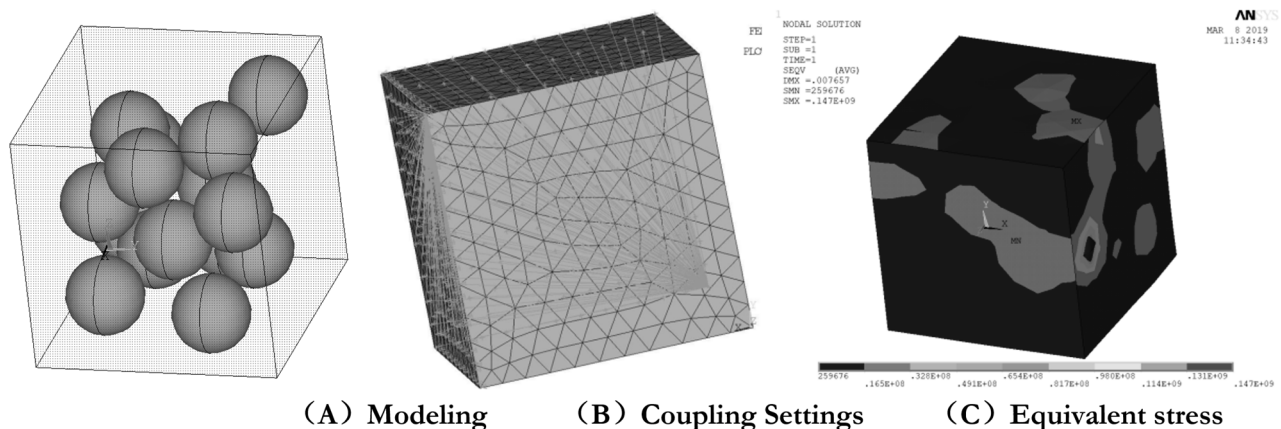 1
NODAL SOLUTION
STEP=1
SUB =1
TIME=1
SEQV (AVG)
DMX =.007657
SMN =259676
SMX =.147E+09
FE
PLC
ANSYS
MAR 8 2019
11:34:43
X
Y
MX
Y
X
MN
259676 .328E+08 .654E+08 .980E+08 .131E+09
.165E+08 .491E+08 .817E+08 .114E+09 .147E+09
(A) Modeling (B) Coupling Settings (C) Equivalent stress